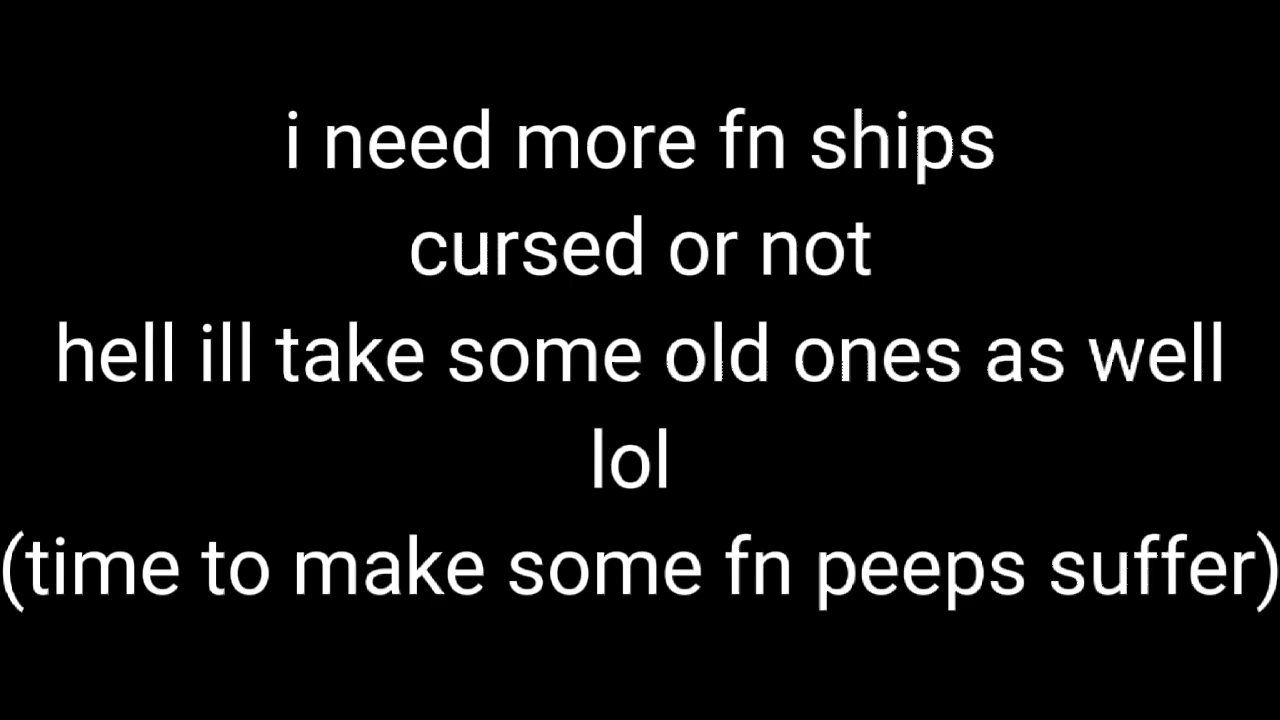 i need more fn ships
cursed or not
hell ill take some old ones as well
lol
(time to make some fn peeps suffer)